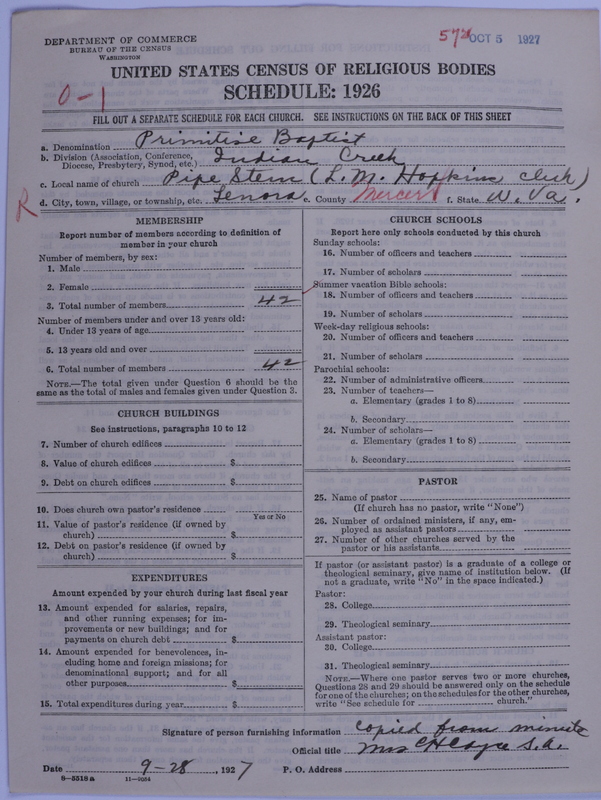 DEPARTMENT OF COMMERCE
BUREAU OF THE CENSUS
WASHINGTON
572 OCT 5 1927
UNITED STATES CENSUS OF RELIGIOUS BODIES
SCHEDULE: 1926
0-1
FILL OUT A SEPARATE SCHEDULE FOR EACH CHURCH. SEE INSTRUCTIONS ON THE BACK OF THIS SHEET
a. Denomination Primitive Baptist
b. Division (Association, Conference, Diocese, Presbytery, Synod, etc.) Indian Creek
c. Local name of church Pipe Stem (L. M. Hopkins clerk)
R
d. City, town, village, or township, etc. Lenora e. County Mercer f. State W. Va.
MEMBERSHIP
Report number of members according to definition of
member in your church
Number of members, by sex:
1. Male
2. Female
3. Total number of members 42
Number of members under and over 13 years old:
4. Under 13 years of age
5. 13 years old and over
6. Total number of members 42
NOTE.—The total given under Question 6 should be the
same as the total of males and females given under Question 3.
CHURCH BUILDINGS
See instructions, paragraphs 10 to 12
7. Number of church edifices
8. Value of church edifices $
9. Debt on church edifices $
10. Does church own pastor's residence
Yes or No
11. Value of pastor's residence (if owned by
church) $
12. Debt on pastor's residence (if owned by
church) $
EXPENDITURES
Amount expended by your church during last fiscal year
13. Amount expended for salaries, repairs,
and other running expenses; for im-
provements or new buildings; and for
payments on church debt $
14. Amount expended for benevolences, in-
cluding home and foreign missions; for
denominational support; and for all
other purposes $
15. Total expenditures during year $
CHURCH SCHOOLS
Report here only schools conducted by this church
Sunday schools:
16. Number of officers and teachers
17. Number of scholars
Summer vacation Bible schools:
18. Number of officers and teachers
19. Number of scholars
Week-day religious schools:
20. Number of officers and teachers
21. Number of scholars
Parochial schools:
22. Number of administrative officers
23. Number of teachers—
a. Elementary (grades 1 to 8)
b. Secondary
24. Number of scholars—
a. Elementary (grades 1 to 8)
b. Secondary
PASTOR
25. Name of pastor
(If church has no pastor, write "None")
26. Number of ordained ministers, if any, em-
ployed as assistant pastors
27. Number of other churches served by the
pastor or his assistants
If pastor (or assistant pastor) is a graduate of a college or
theological seminary, give name of institution below. (If
not a graduate, write "No" in the space indicated.)
Pastor:
28. College
29. Theological seminary
Assistant pastor:
30. College
31. Theological seminary
NOTE.—Where one pastor serves two or more churches,
Questions 28 and 29 should be answered only on the schedule
for one of the churches; on the schedules for the other churches,
write "See schedule for church."
Signature of person furnishing information copied from minute
Official title Mrs C H Cayce S.A.
Date 9-28, 1927 P. O. Address
8-5518a 11-9054